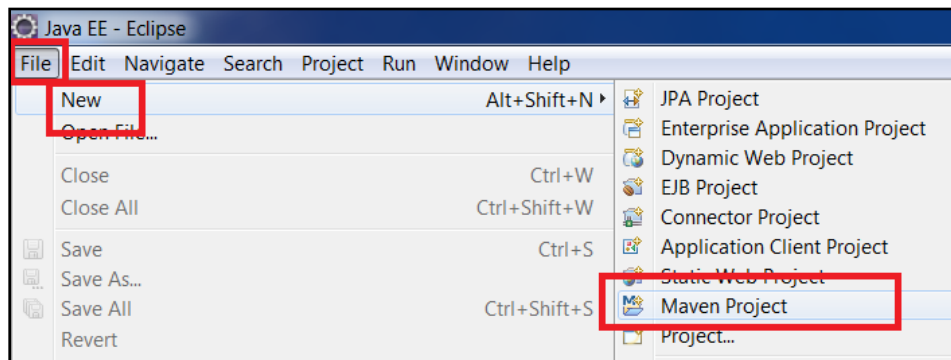 Java EE - Eclipse
File Edit Navigate Search Project Run Window Help
New Alt+Shift+N
Open File...
Close Ctrl+W
Close All Ctrl+Shift+W
Save Ctrl+S
Save As...
Save All Ctrl+Shift+S
Revert
JPA Project
Enterprise Application Project
Dynamic Web Project
EJB Project
Connector Project
Application Client Project
Static Web Project
Maven Project
Project...